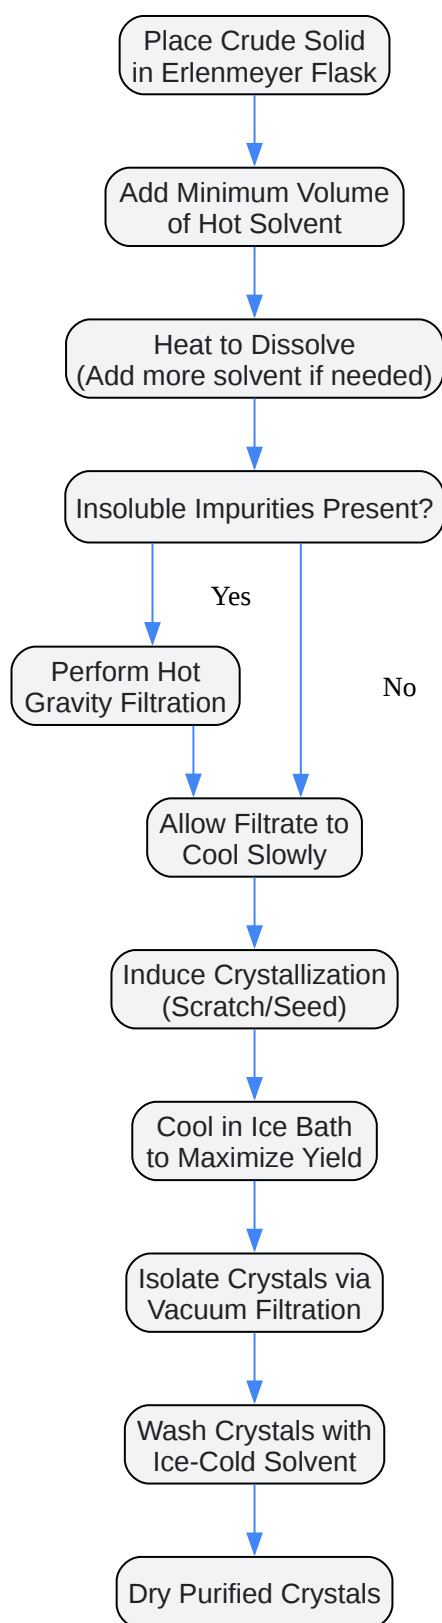 Place Crude Solid
in Erlenmeyer Flask
Add Minimum Volume
of Hot Solvent
Heat to Dissolve
(Add more solvent if needed)
Insoluble Impurities Present?
Yes
Perform Hot
Gravity Filtration
No
Allow Filtrate to
Cool Slowly
Induce Crystallization
(Scratch/Seed)
Cool in Ice Bath
to Maximize Yield
Isolate Crystals via
Vacuum Filtration
Wash Crystals with
Ice-Cold Solvent
Dry Purified Crystals